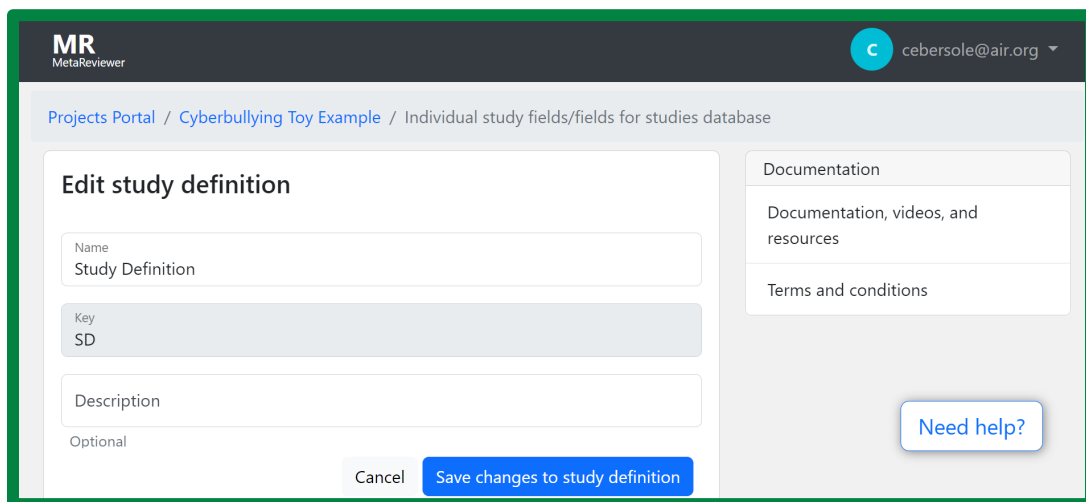 MR
MetaReviewer
C
cebersole@air.org
Projects Portal / Cyberbullying Toy Example / Individual study fields/fields for studies database
Edit study definition
Name
Study Definition
Key
SD
Description
Optional
Cancel
Save changes to study definition
Documentation
Documentation, videos, and
resources
Terms and conditions
Need help?